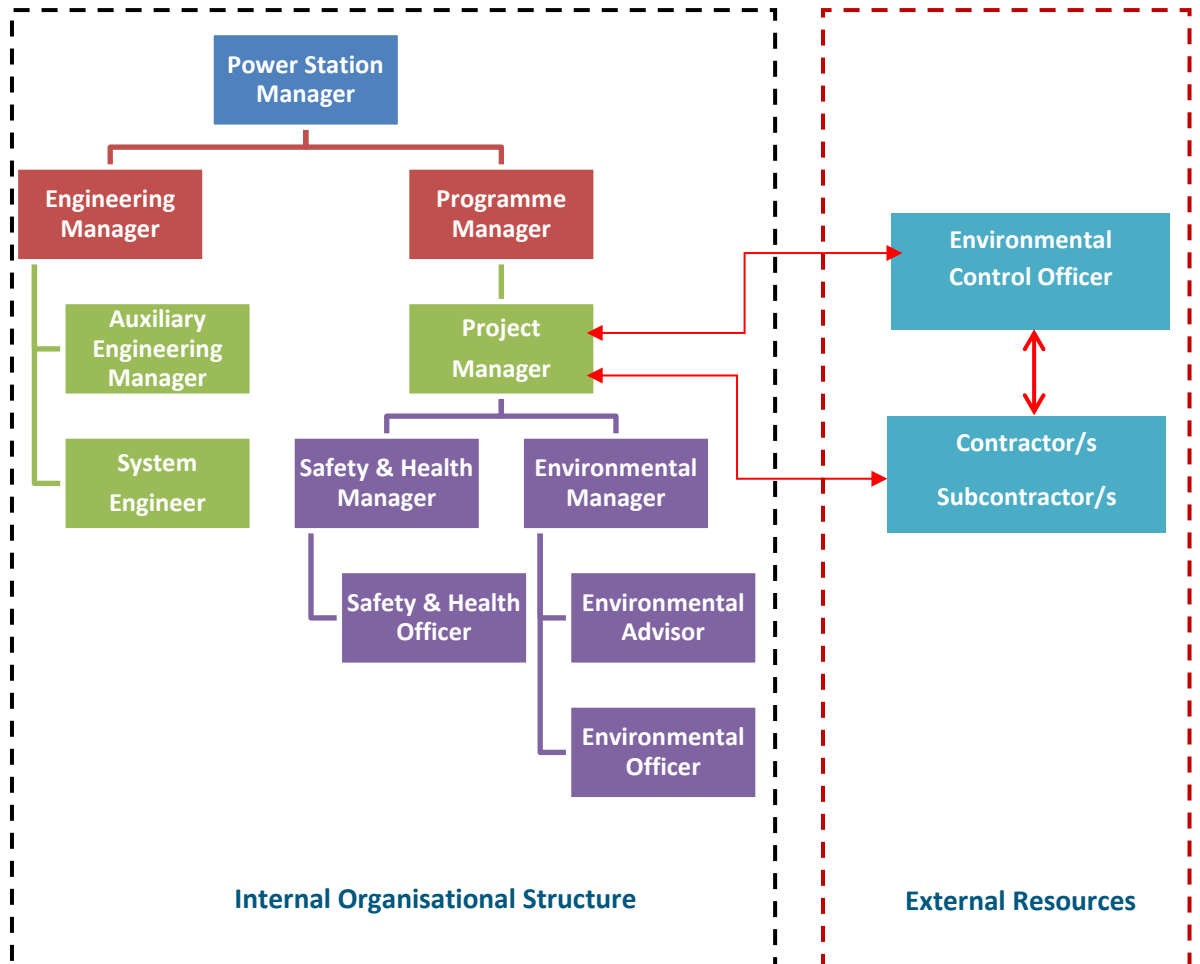 Power Station
Manager
Engineering
Manager
Programme
Manager
Auxiliary
Engineering
Manager
System
Engineer
Project
Manager
Safety & Health
Manager
Environmental
Manager
Safety & Health
Officer
Environmental
Advisor
Environmental
Officer
Internal Organisational Structure
Environmental
Control Officer
Contractor/s
Subcontractor/s
External Resources